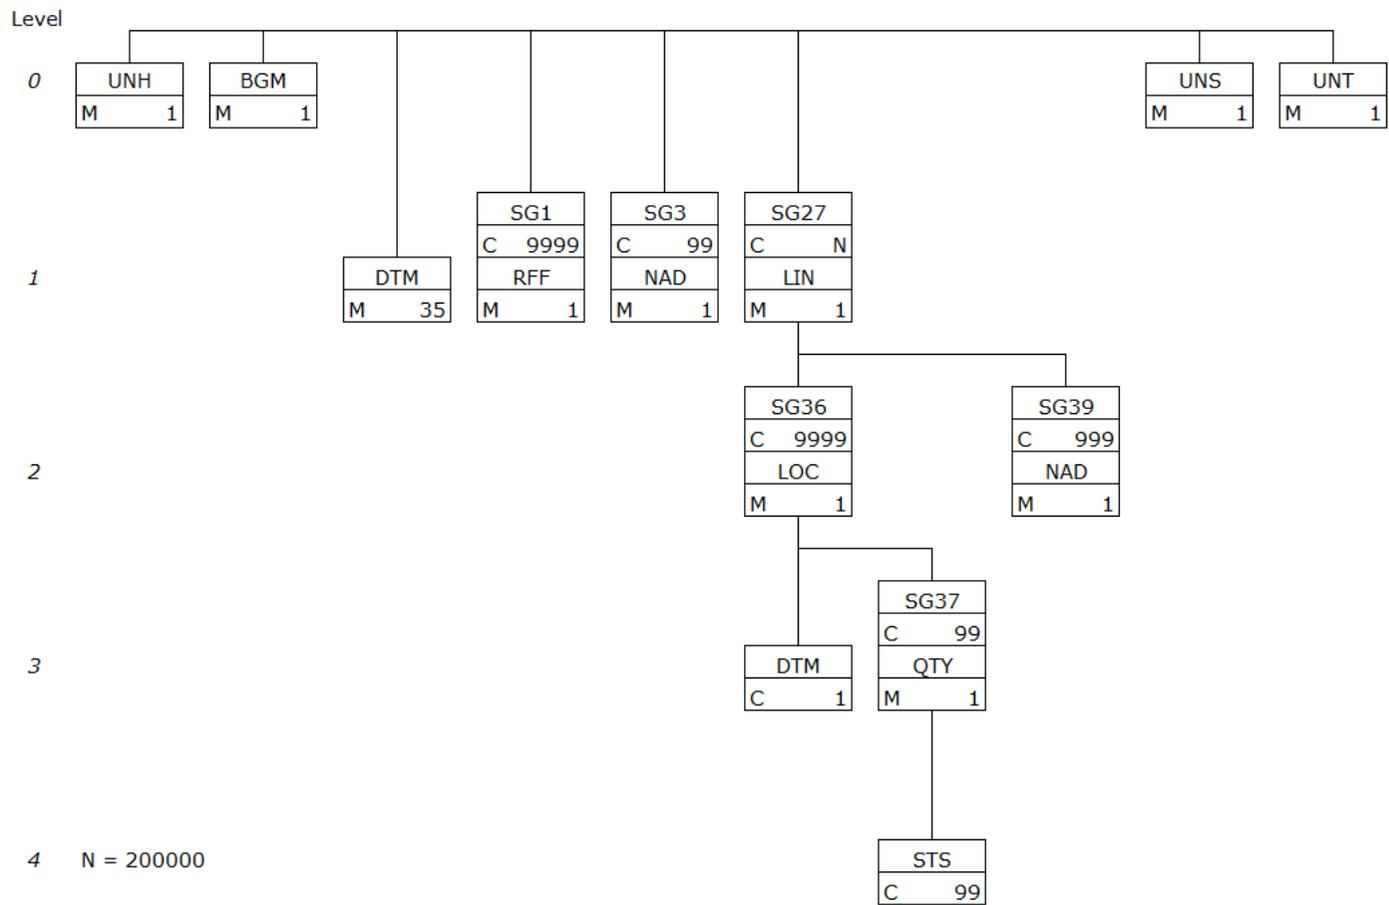 Level
0 UNH BGM UNS UNT
M 1 M 1 M 1 M 1
SG1 SG3 SG27
C 9999 C 99 C N
1 DTM RFF NAD LIN
M 35 M 1 M 1 M 1
SG36 SG39
C 9999 C 999
2 LOC NAD
M 1 M 1
SG37
C 99
3 DTM QTY
C 1 M 1
4 N = 200000 STS
C 99